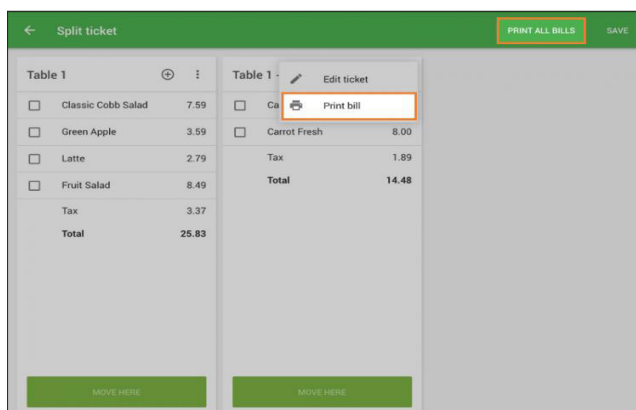 Split ticket
PRINT ALL BILLS
SAVE
Table 1
Classic Cobb Salad 7.59
Green Apple 3.59
Latte 2.79
Fruit Salad 8.49
Tax 3.37
Total 25.83
MOVE HERE
Table 1 -
Edit ticket
Ca
Print bill
Carrot Fresh 8.00
Tax 1.89
Total 14.48
MOVE HERE